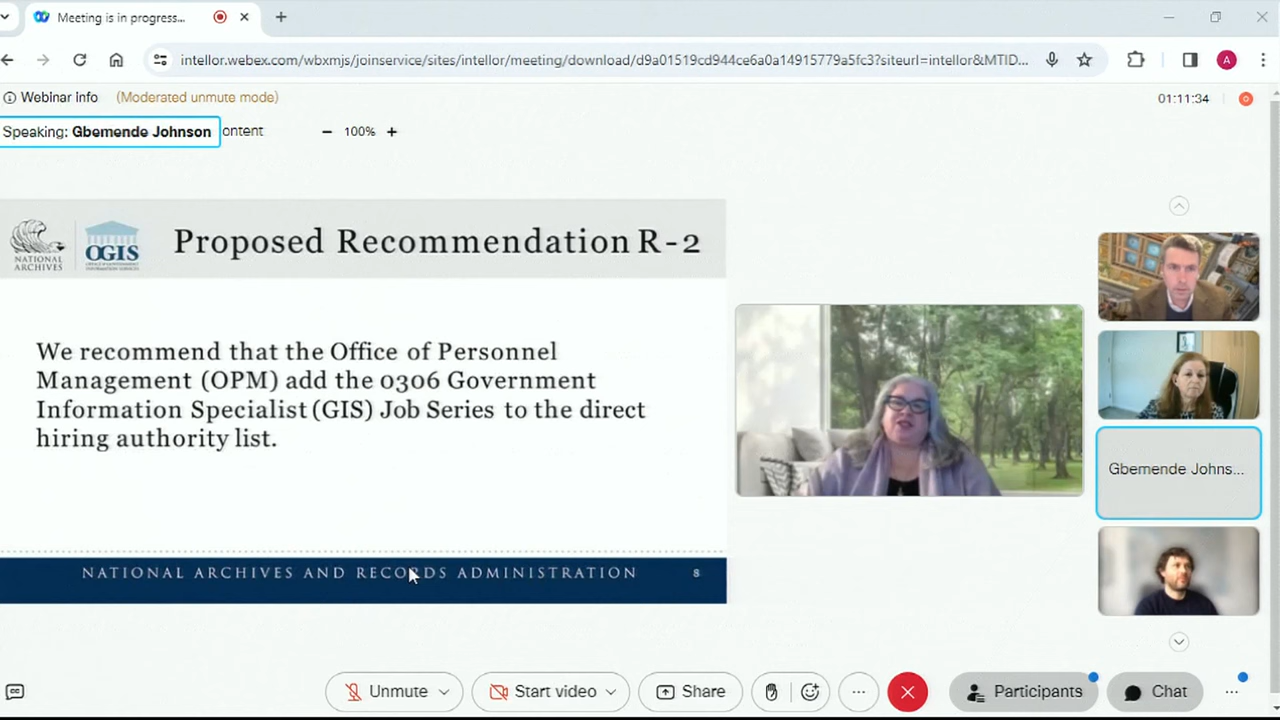 Meeting is in progress...
intellor.webex.com/wbxmjs/joinservice/sites/intellor/meeting/download/d9a01519cd944ce6a0a14915779a5fc3?siteurl=intellor&MTID...
A
Webinar info (Moderated unmute mode)
01:11:34
Speaking: Gbemende Johnson
ontent
100%
NATIONAL
ARCHIVES
OGIS
Proposed Recommendation R-2
We recommend that the Office of Personnel
Management (OPM) add the 0306 Government
Information Specialist (GIS) Job Series to the direct
hiring authority list.
Gbemende Johns...
NATIONAL ARCHIVES AND RECORDS ADMINISTRATION 8
Unmute
Start video
Share
Participants
Chat